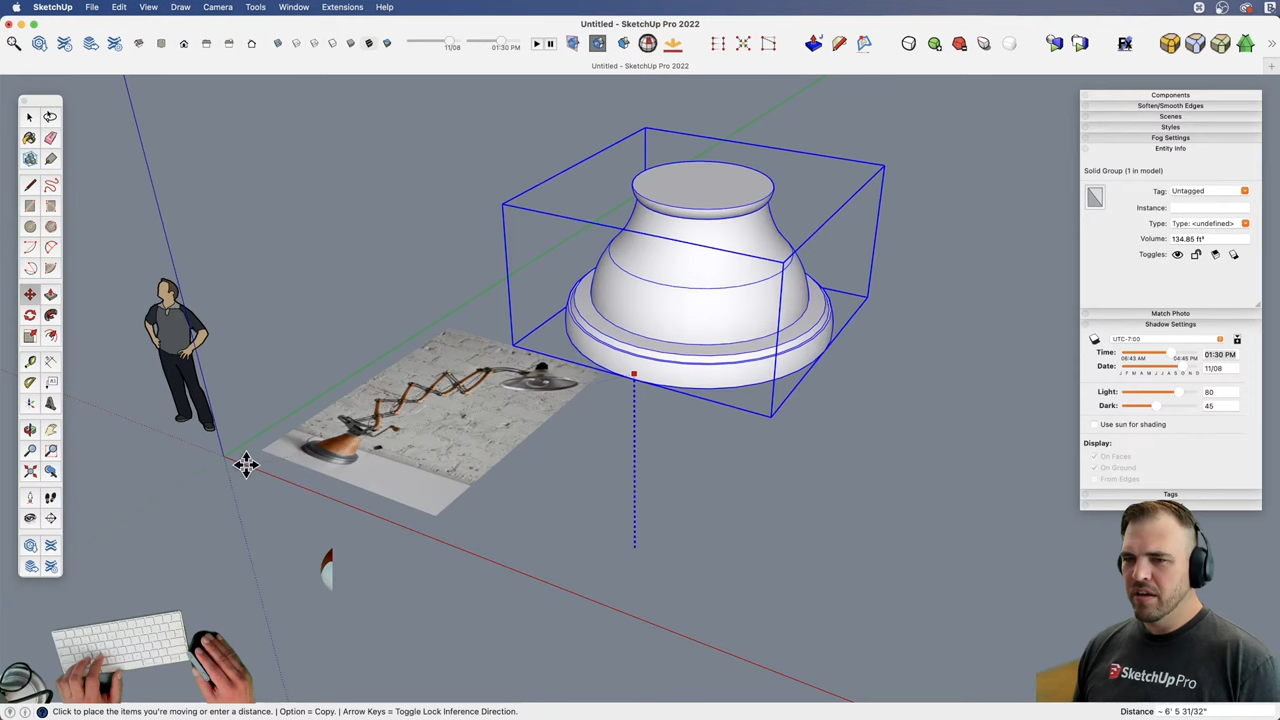 SketchUp File Edit View Draw Camera Tools Window Extensions Help
Untitled - SketchUp Pro 2022
11/08
01:30 PM
Untitled - SketchUp Pro 2022
Components
Soften/Smooth Edges
Scenes
Styles
Fog Settings
Entity Info
Solid Group (1 in model)
Tag: Untagged
Instance:
Type: Type: <undefined>
Volume: 134.85 ft³
Toggles:
Match Photo
Shadow Settings
UTC-7:00
Time: 01:30 PM
06:43 AM 04:45 PM
Date: 11/08
J F M A M J J A S O N D
Light: 80
Dark: 45
Use sun for shading
Display:
On Faces
On Ground
From Edges
Tags
SketchUp Pro
Click to place the items you're moving or enter a distance. | Option = Copy. | Arrow Keys = Toggle Lock Inference Direction.
Distance ~ 6' 5 31/32"